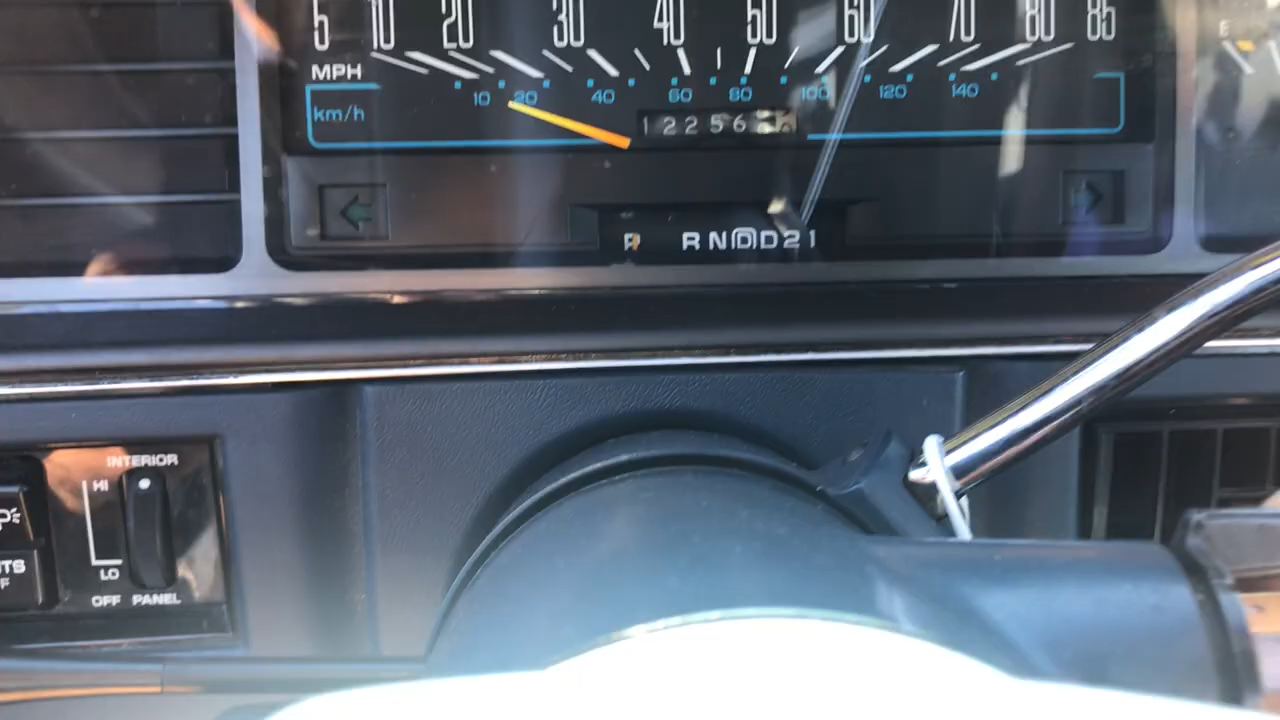 5 10 20 30 40 50 60 70 80 85
E
MPH
10 20 40 60 80 100 120 140
km/h
12256
P R N D D 2 1
INTERIOR
HI
LO
OFF PANEL